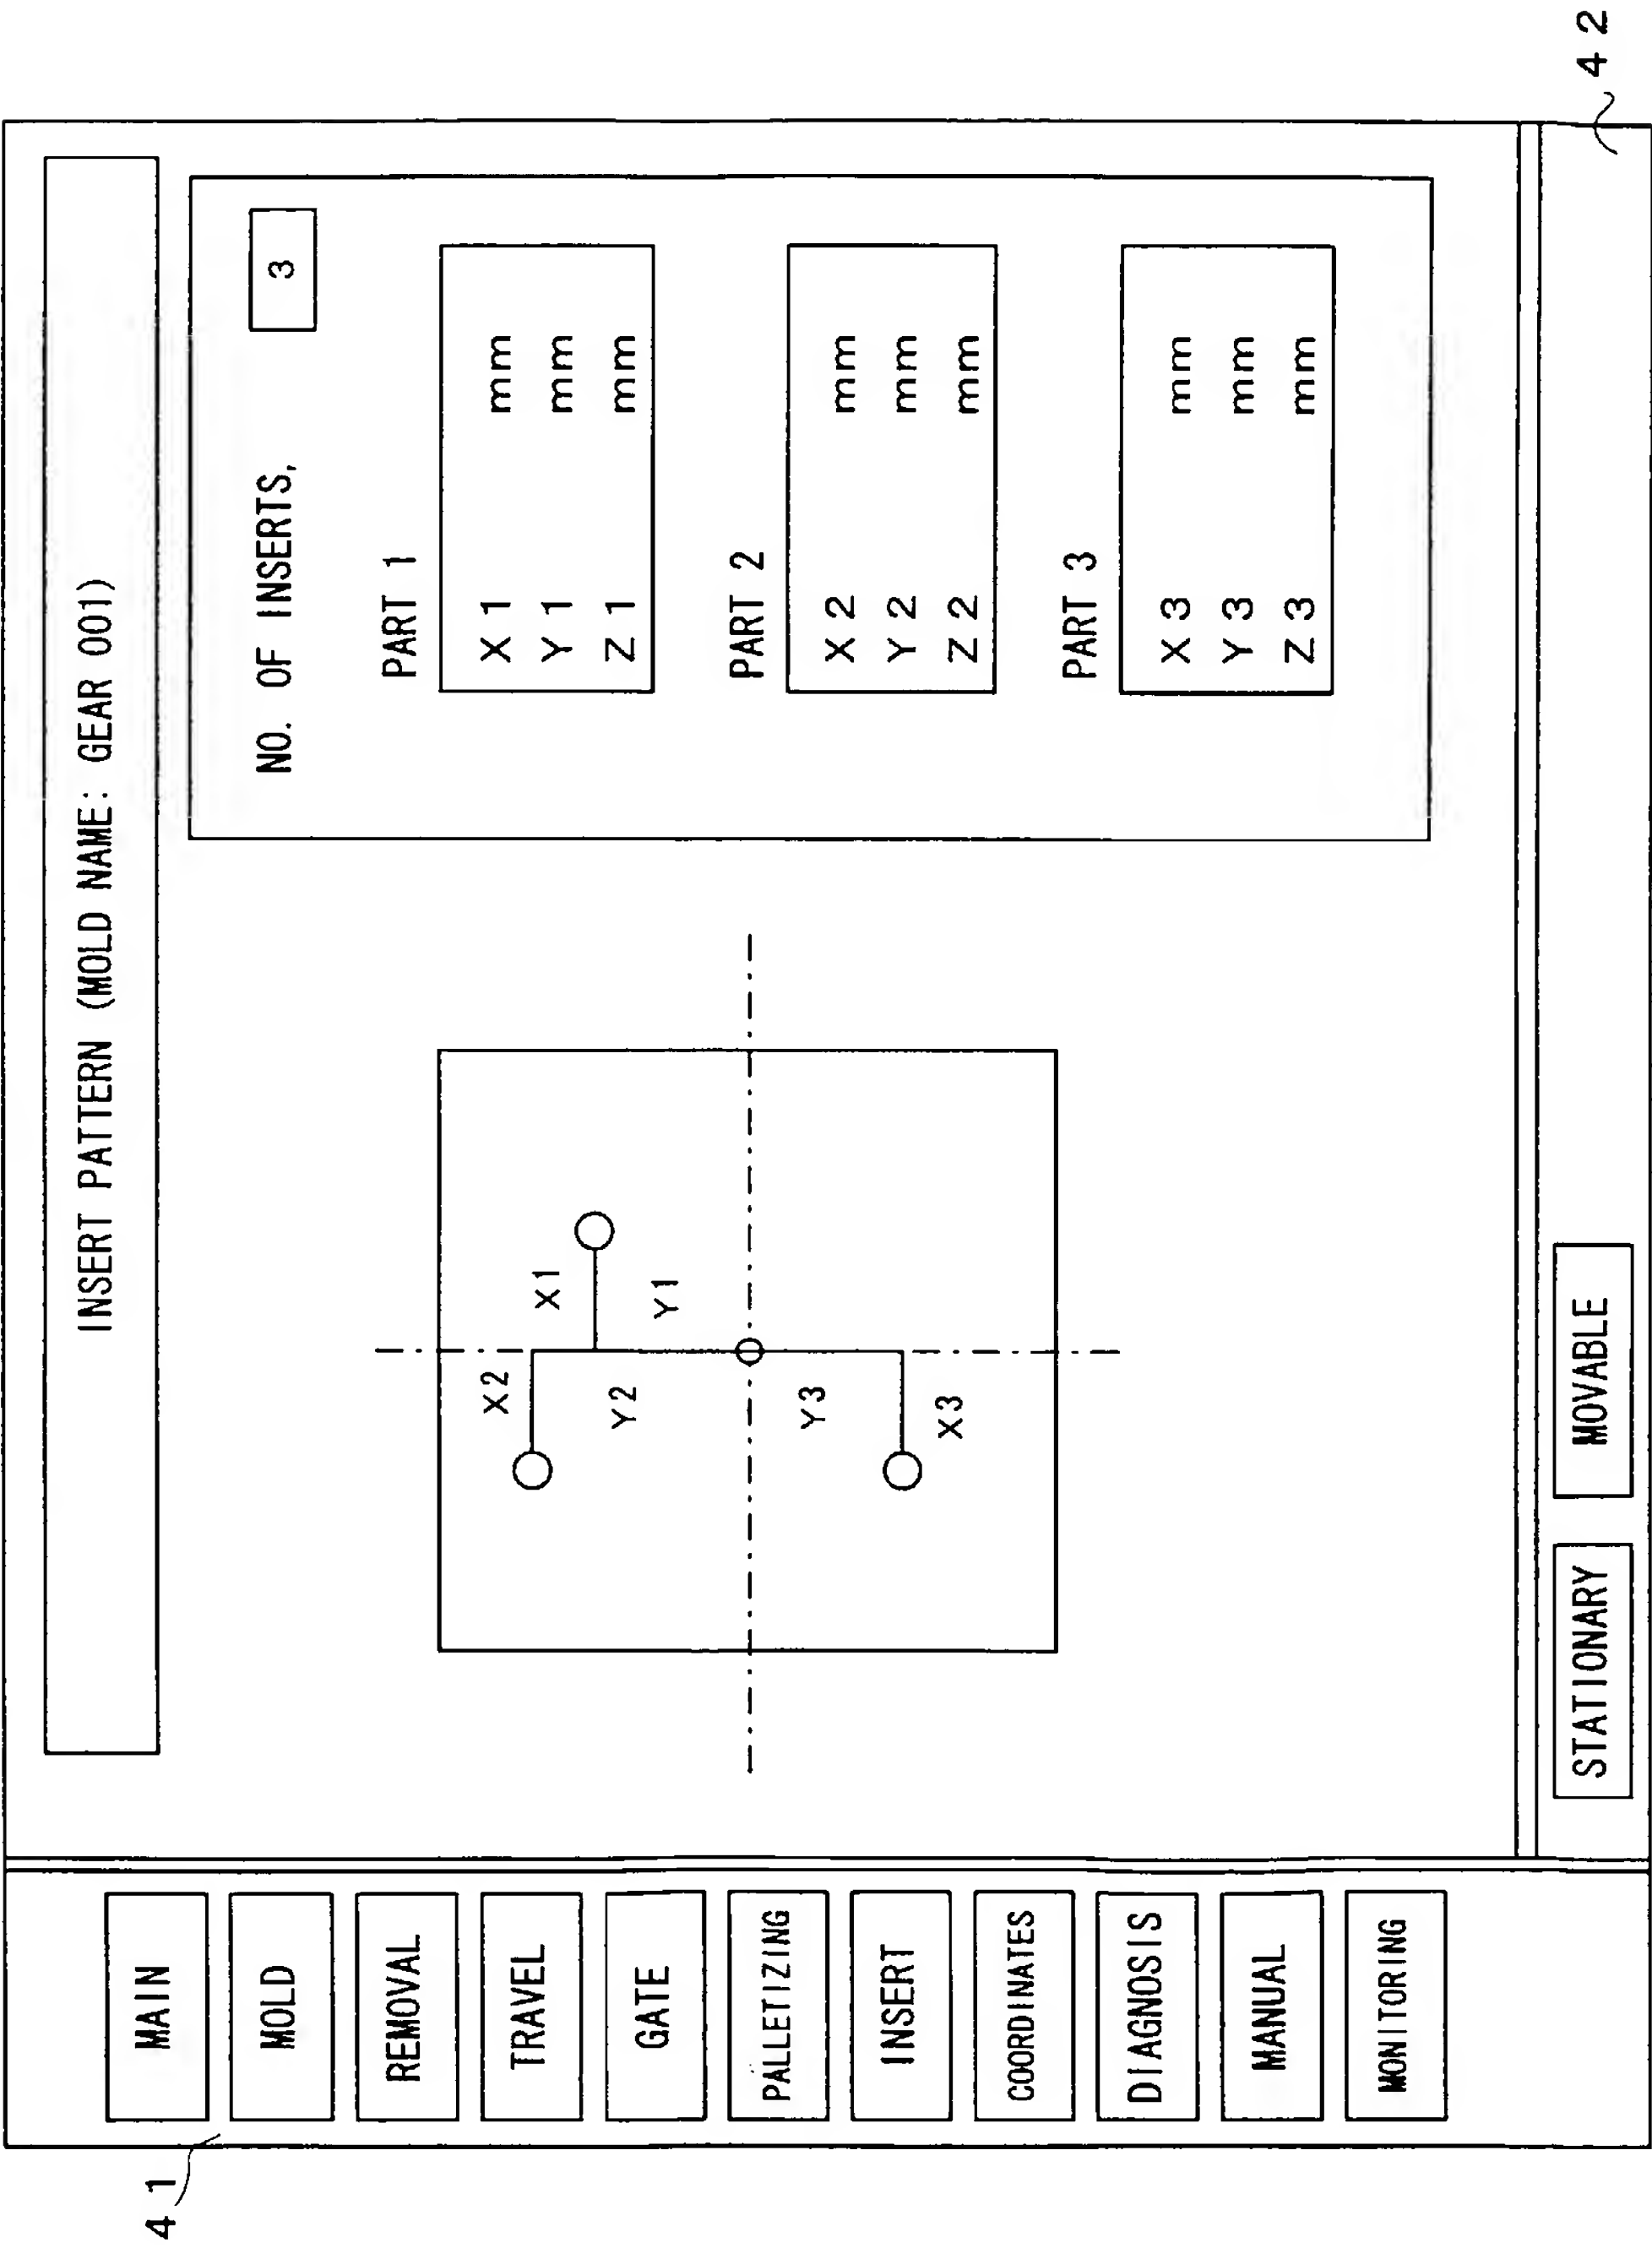 INSERT PATTERN (MOLD NAME: GEAR 001)
41
MAIN
MOLD
REMOVAL
TRAVEL
GATE
PALLETIZING
INSERT
COORDINATES
DIAGNOSIS
MANUAL
MONITORING
X2
X1
Y2
Y1
Y3
X3
NO. OF INSERTS, 3
PART 1
X1 mm
Y1 mm
Z1 mm
PART 2
X2 mm
Y2 mm
Z2 mm
PART 3
X3 mm
Y3 mm
Z3 mm
STATIONARY MOVABLE
42